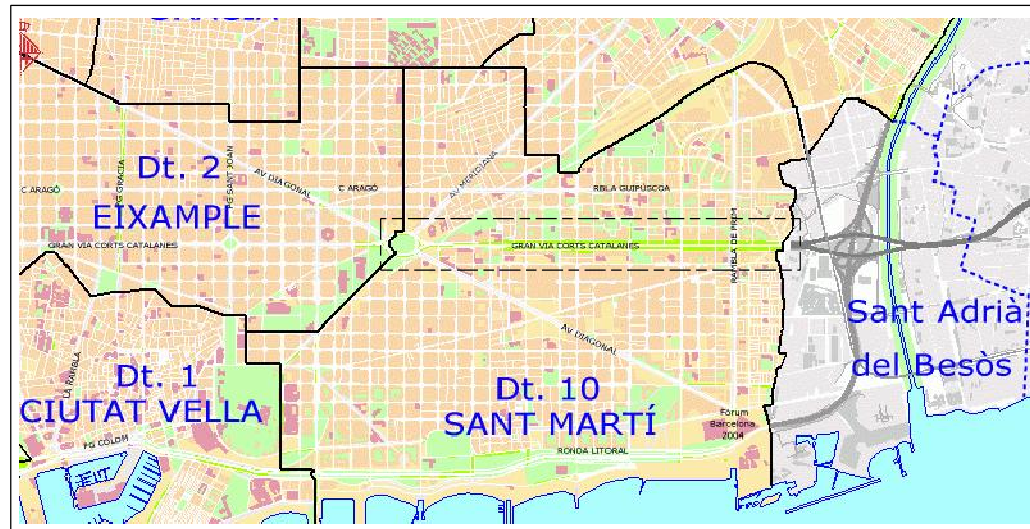 GRÀCIA
Dt. 2
EIXAMPLE
C ARAGÓ
PG GRACIA
PG SANT JOAN
AV DIAGONAL
C ARAGÓ
AV MERIDIANA
RBLA GUIPÚSCOA
GRAN VIA CORTS CATALANES
GRAN VIA CORTS CATALANES
RAMBLA DE PRIM
Sant Adrià
del Besòs
LA RAMBLA
Dt. 1
CIUTAT VELLA
PG COLOM
AV DIAGONAL
Dt. 10
SANT MARTÍ
Fòrum
Barcelona
2004
RONDA LITORAL